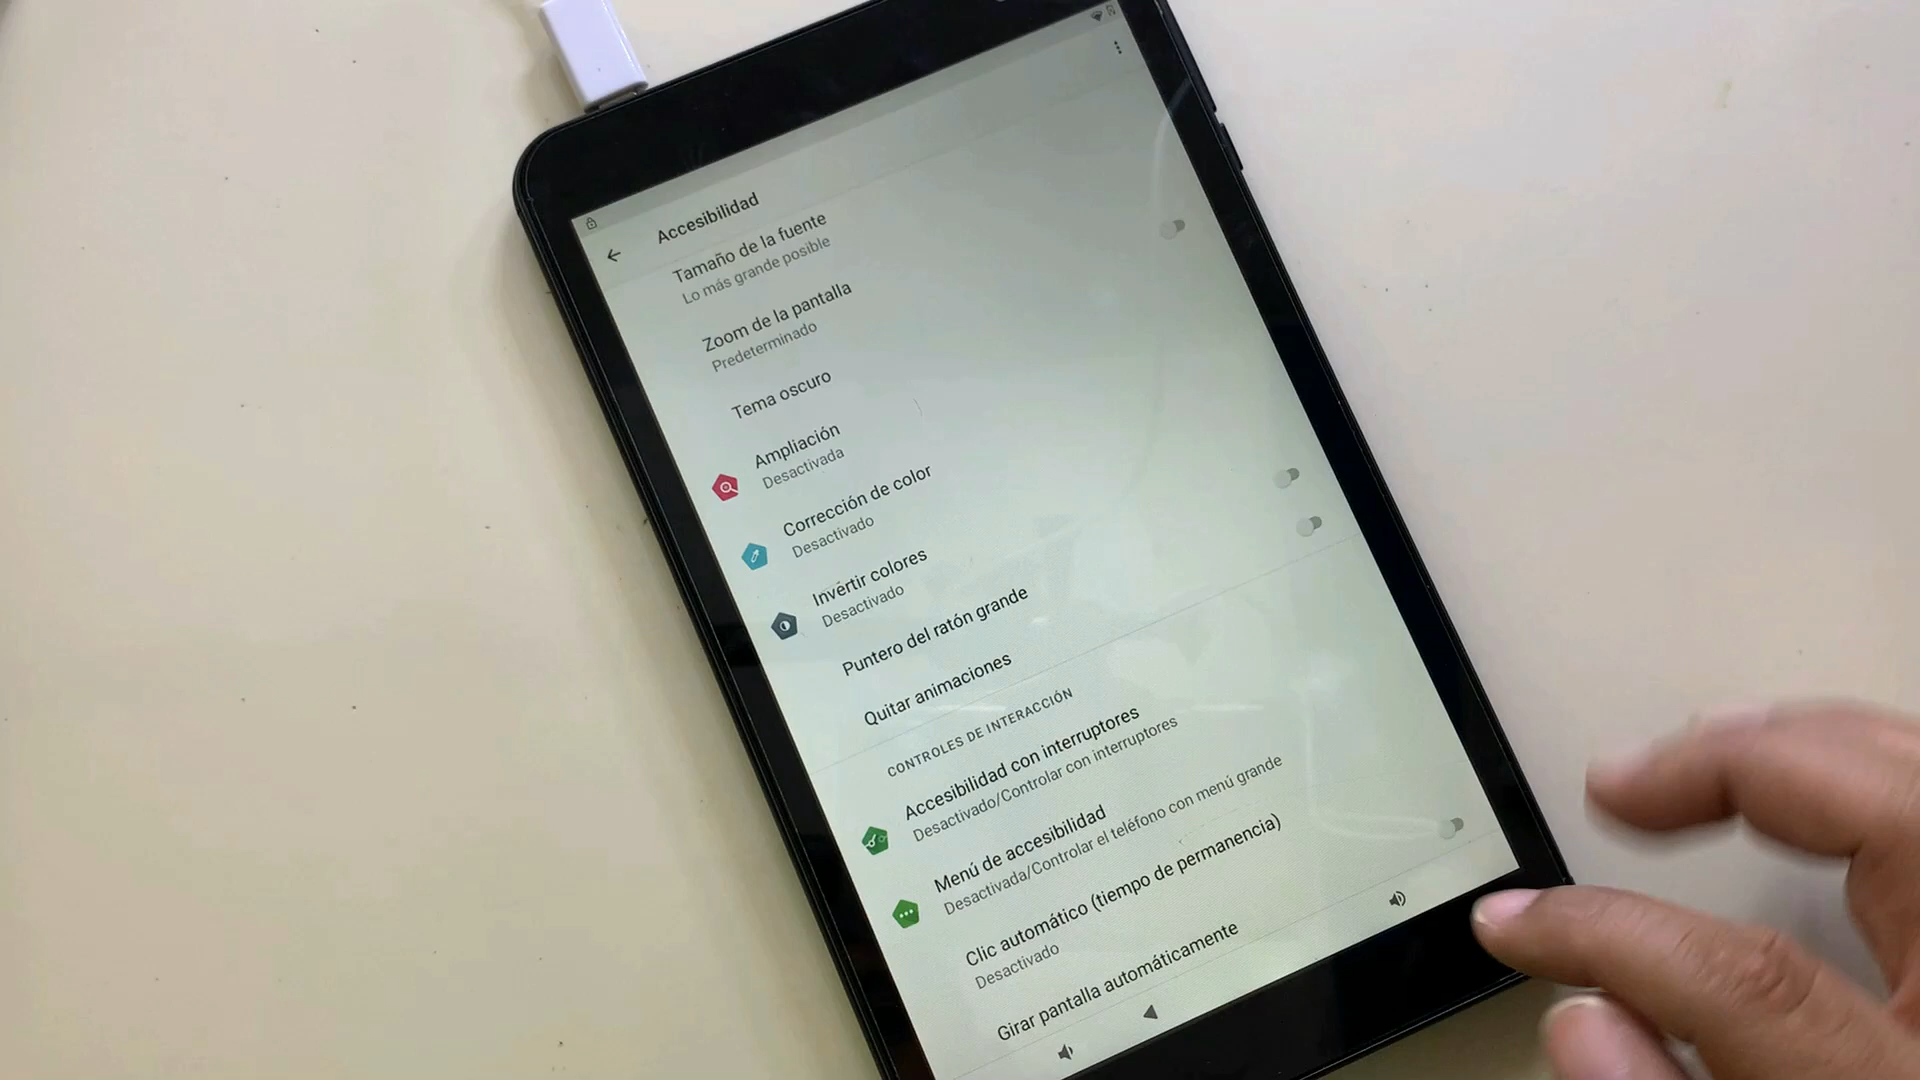 Accesibilidad
Tamaño de la fuente
Lo más grande posible
Zoom de la pantalla
Predeterminado
Tema oscuro
Ampliación
Desactivada
Corrección de color
Desactivado
Invertir colores
Desactivado
Puntero del ratón grande
Quitar animaciones
CONTROLES DE INTERACCIÓN
Accesibilidad con interruptores
Desactivado/Controlar con interruptores
Menú de accesibilidad
Desactivada/Controlar el teléfono con menú grande
Clic automático (tiempo de permanencia)
Desactivado
Girar pantalla automáticamente